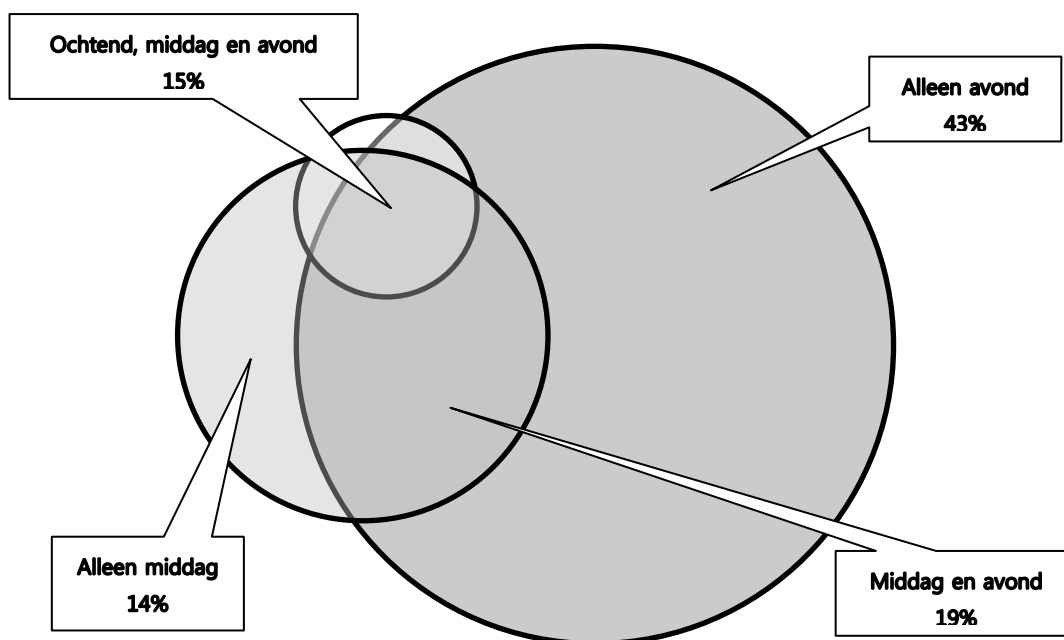 Ochtend, middag en avond
15%
Alleen avond
43%
Alleen middag
14%
Middag en avond
19%